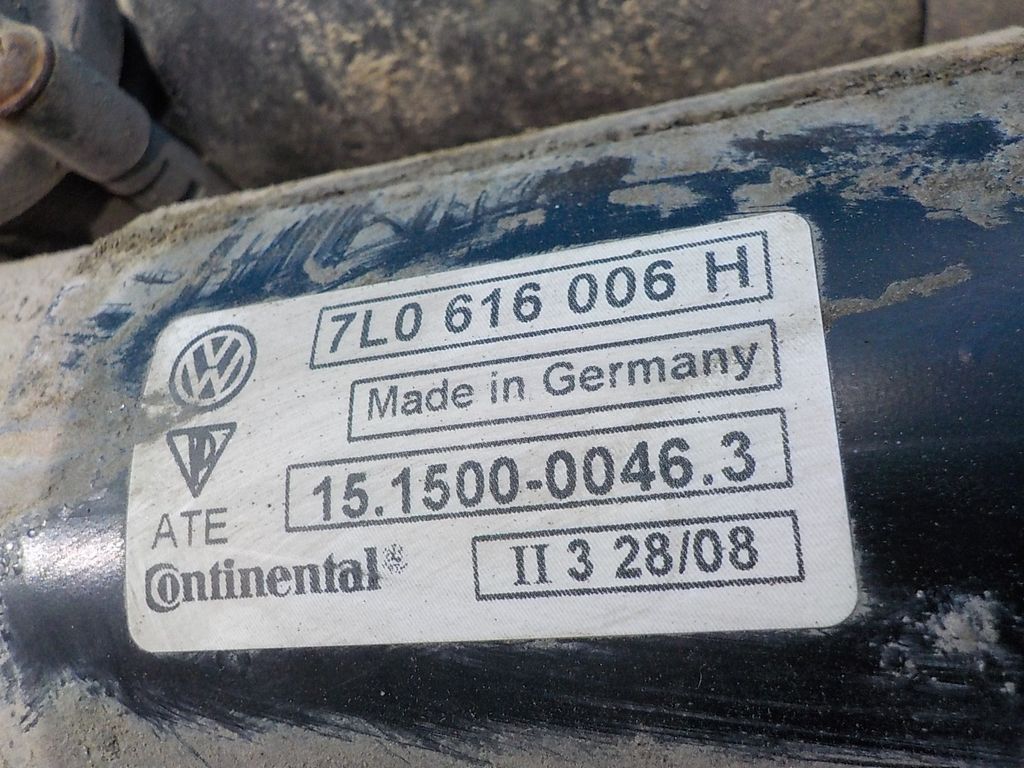 7L0 616 006 H
Made in Germany
15.1500-0046.3
ATE
Continental
II 3 28/08